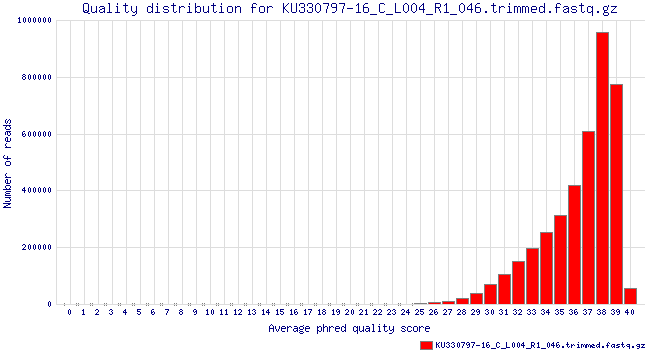 Quality distribution for KU330797-16_C_L004_R1_046.trimmed.fastq.gz
1000000
800000
600000
400000
200000
0
Number of reads
0 1 2 3 4 5 6 7 8 9 10 11 12 13 14 15 16 17 18 19 20 21 22 23 24 25 26 27 28 29 30 31 32 33 34 35 36 37 38 39 40
Average phred quality score
KU330797-16_C_L004_R1_046.trimmed.fastq.gz